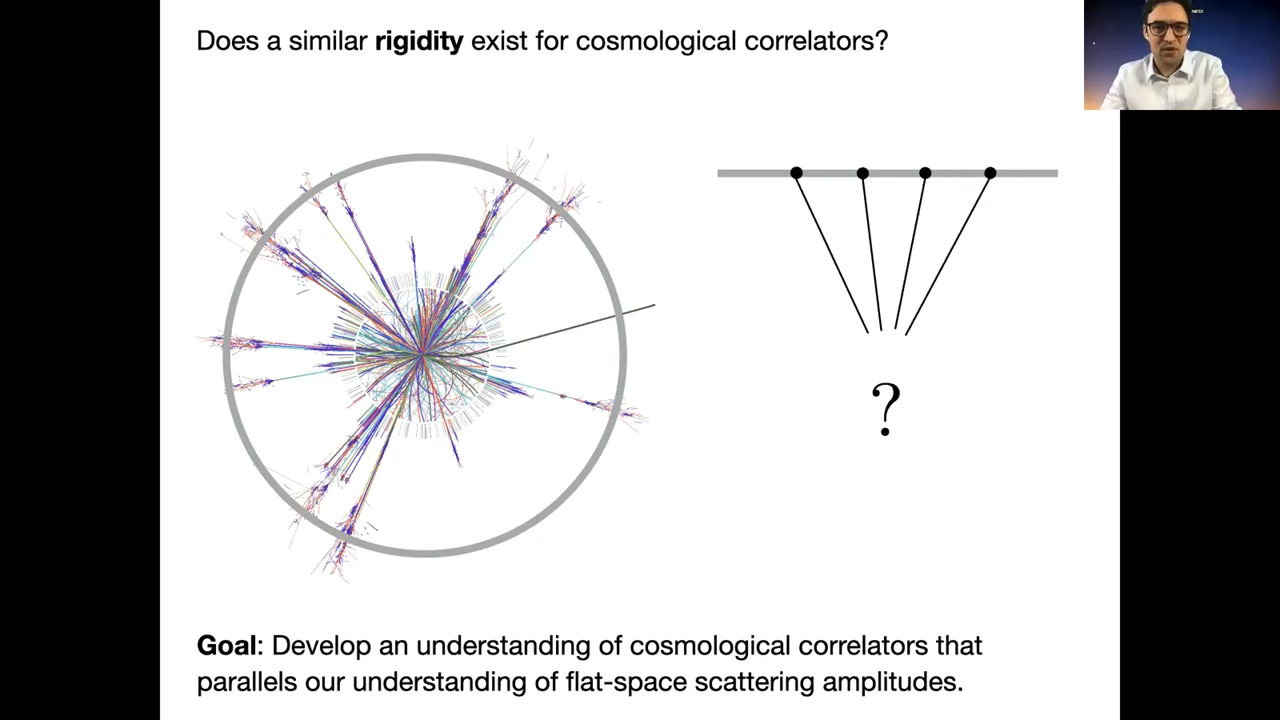 Does a similar rigidity exist for cosmological correlators?
?
Goal: Develop an understanding of cosmological correlators that
parallels our understanding of flat-space scattering amplitudes.